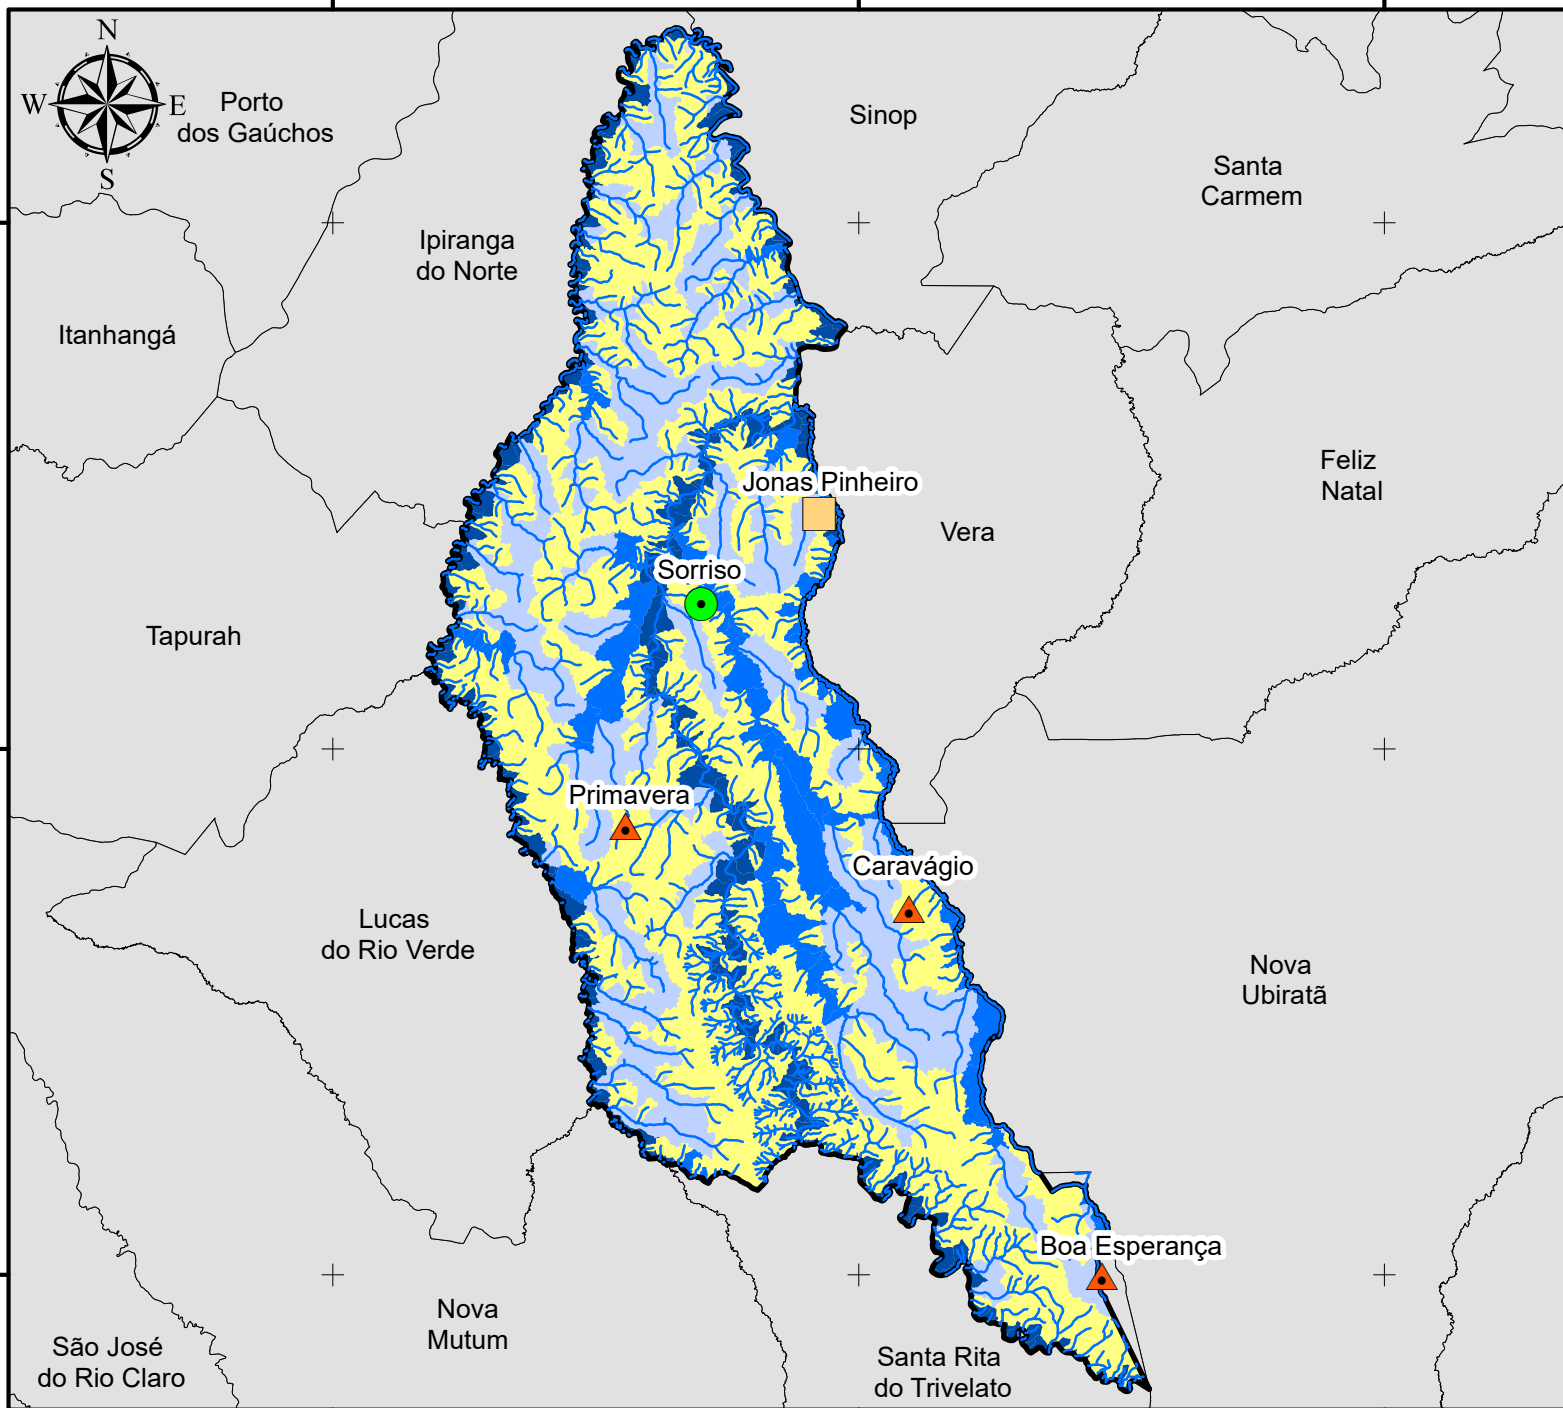 N
W
E
S
Porto
dos Gaúchos
Sinop
Santa
Carmem
Ipiranga
do Norte
Itanhangá
Feliz
Natal
Jonas Pinheiro
Vera
Sorriso
Tapurah
Primavera
Caravágio
Lucas
do Rio Verde
Nova
Ubiratã
Boa Esperança
Nova
Mutum
São José
do Rio Claro
Santa Rita
do Trivelato